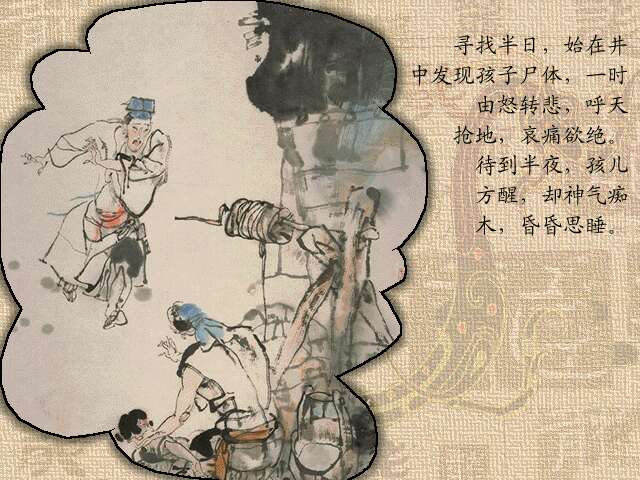 寻找半日，始在井
中发现孩子尸体，一时
由怒转悲，呼天
抢地，哀痛欲绝。
待到半夜，孩儿
方醒，却神气痴
木，昏昏思睡。